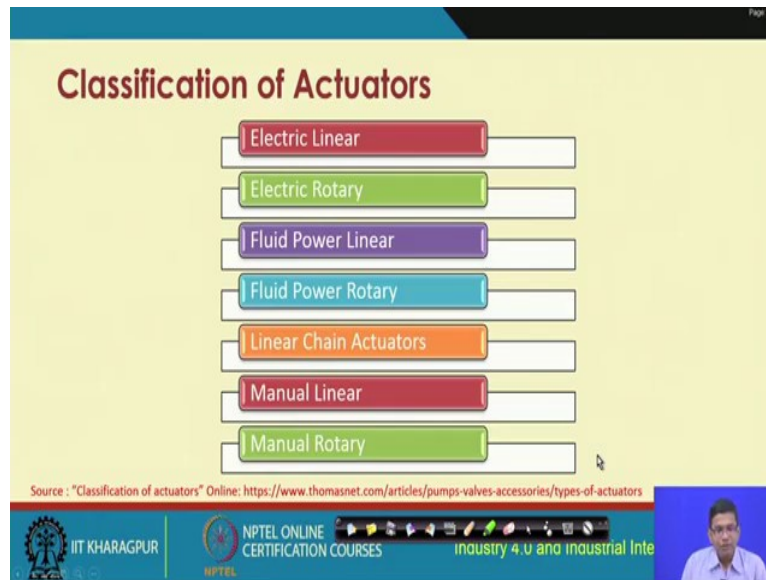 Page
Classification of Actuators
Electric Linear
Electric Rotary
Fluid Power Linear
Fluid Power Rotary
Linear Chain Actuators
Manual Linear
Manual Rotary
Source : "Classification of actuators" Online: https://www.thomasnet.com/articles/pumps-valves-accessories/types-of-actuators
IIT KHARAGPUR
NPTEL
NPTEL ONLINE
CERTIFICATION COURSES
Industry 4.0 and Industrial Inte